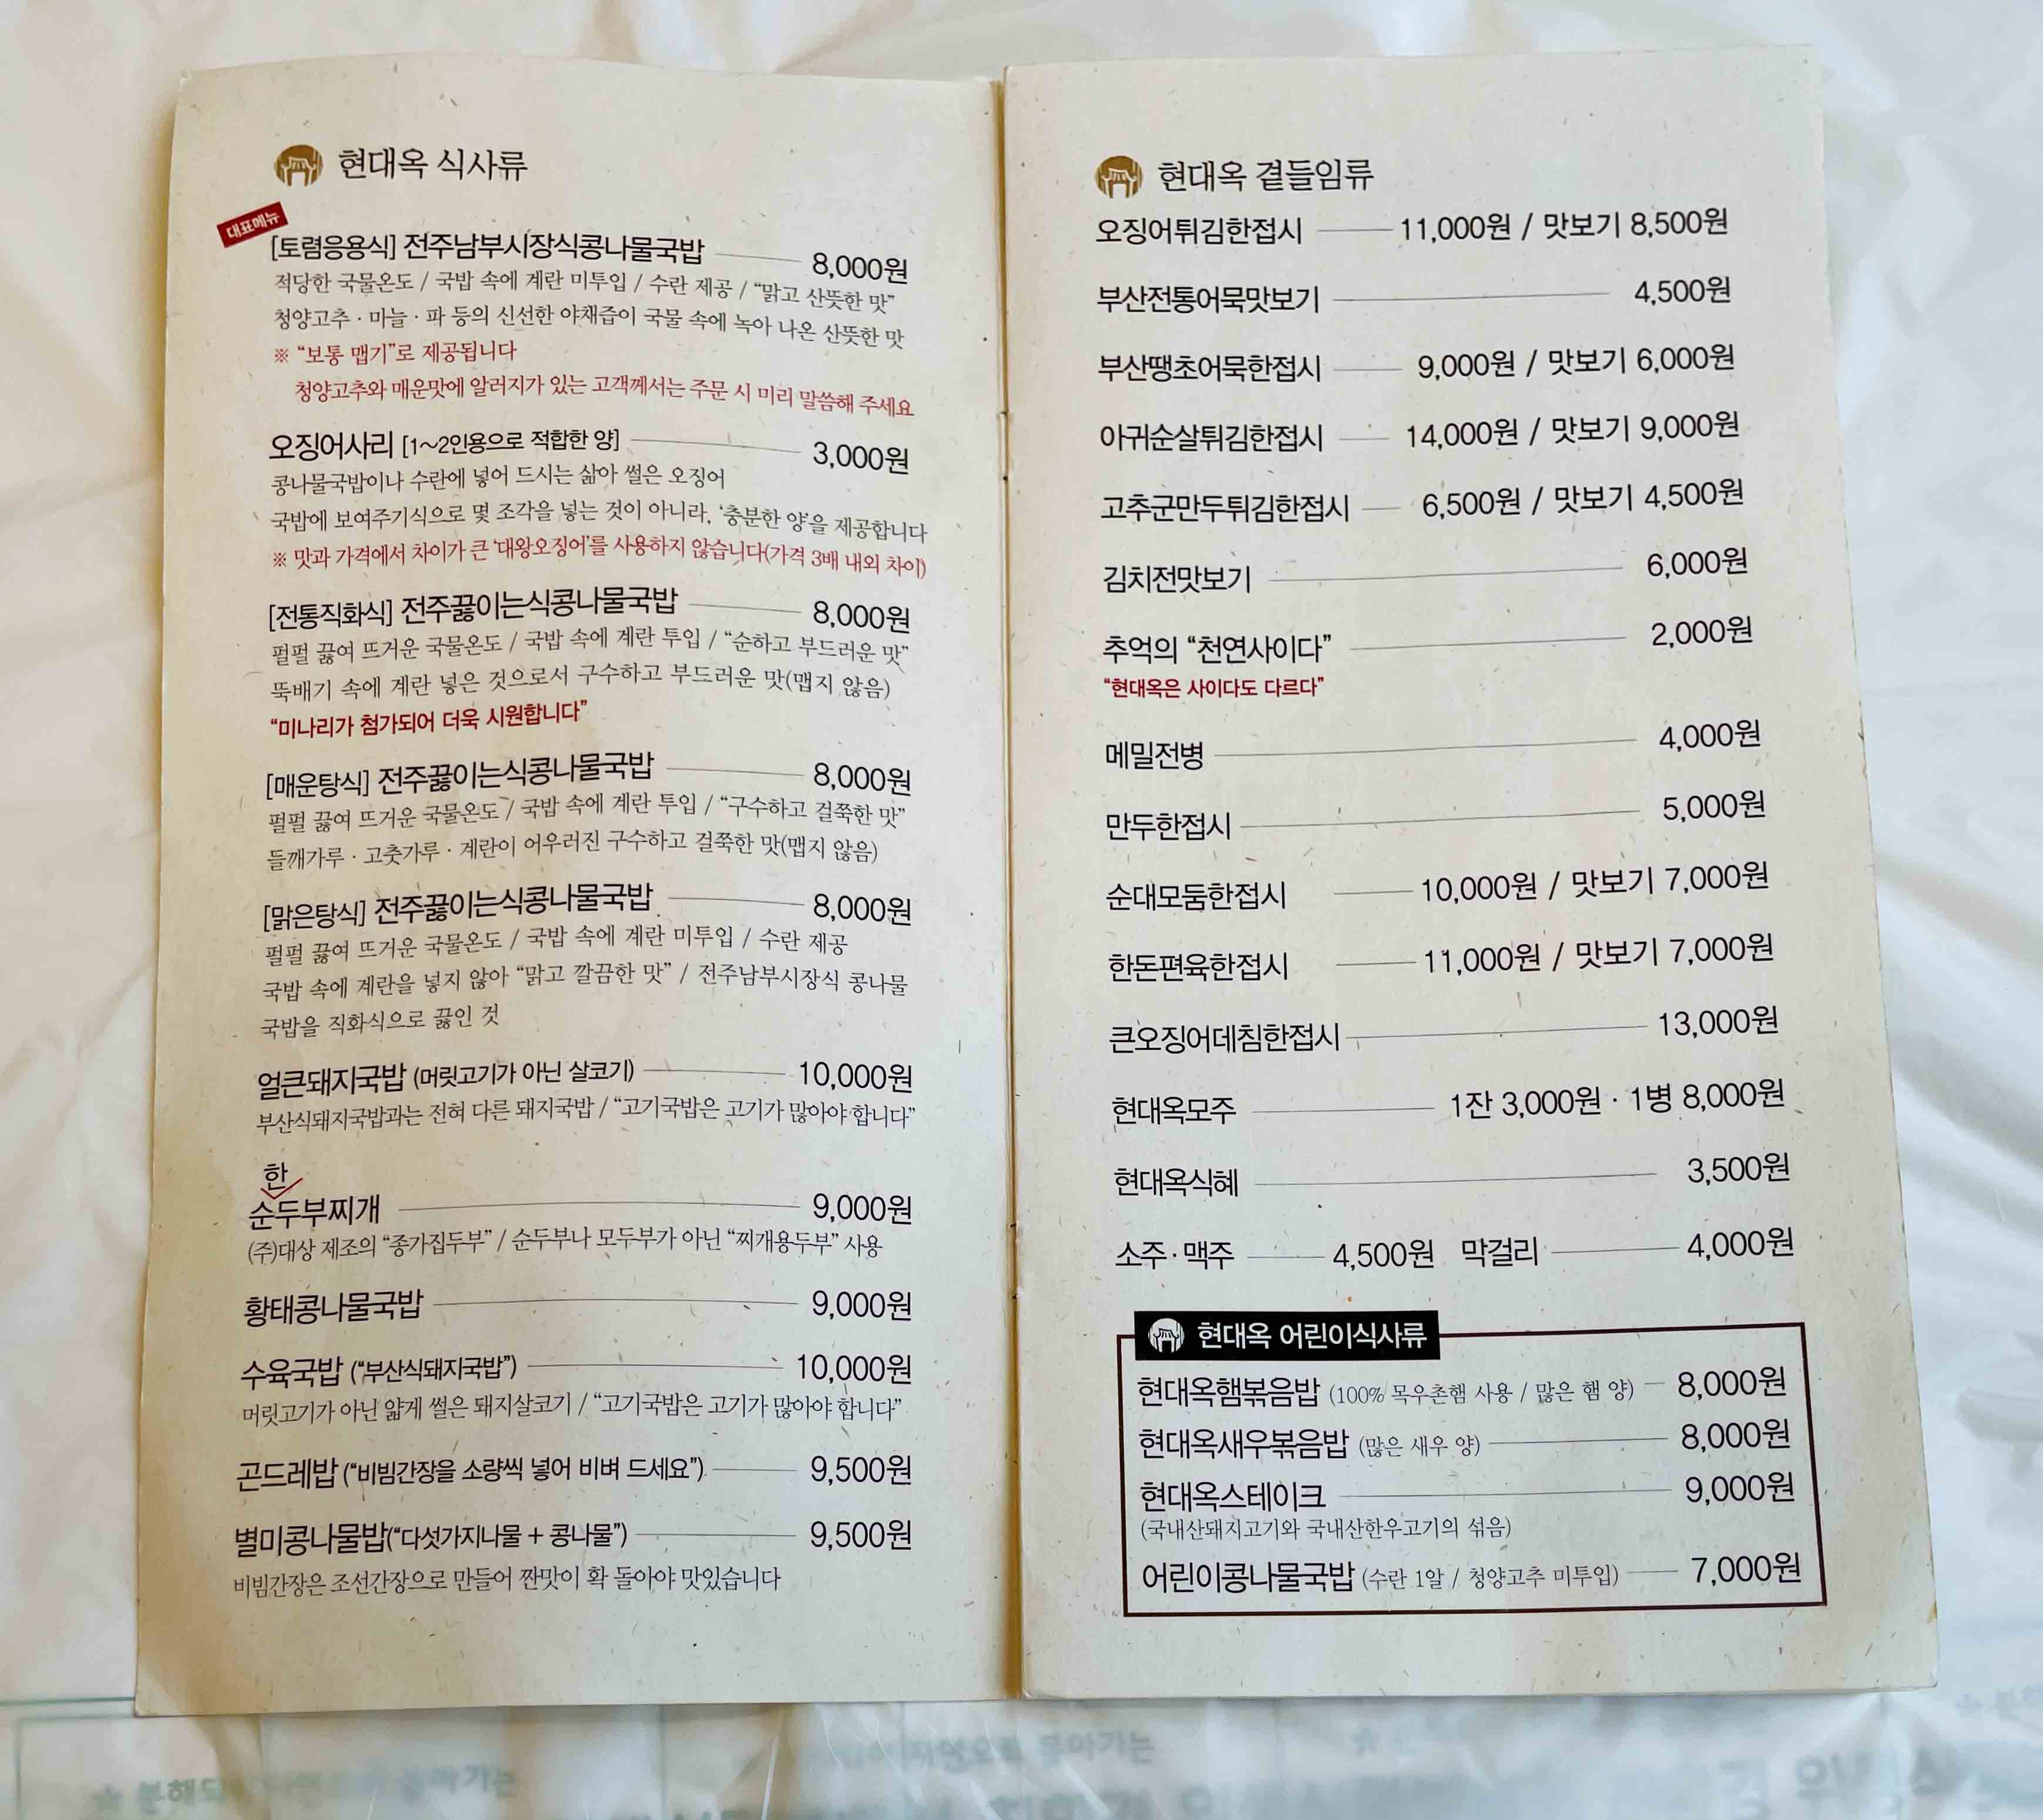 현대옥 식사류
대표메뉴
[토렴응용식] 전주남부시장식콩나물국밥 8,000원
적당한 국물온도 / 국밥 속에 계란 미투입 / 수란 제공 / “맑고 산뜻한 맛”
청양고추 · 마늘 · 파 등의 신선한 야채즙이 국물 속에 녹아 나온 산뜻한 맛
※ “보통 맵기”로 제공됩니다
청양고추와 매운맛에 알러지가 있는 고객께서는 주문 시 미리 말씀해 주세요
오징어사리 [1~2인용으로 적합한 양] 3,000원
콩나물국밥이나 수란에 넣어 드시는 삶아 썰은 오징어
국밥에 보여주기식으로 몇 조각을 넣는 것이 아니라, ‘충분한 양’을 제공합니다
※ 맛과 가격에서 차이가 큰 ‘대왕오징어’를 사용하지 않습니다(가격 3배 내외 차이)
[전통직화식] 전주끓이는식콩나물국밥 8,000원
펄펄 끓여 뜨거운 국물온도 / 국밥 속에 계란 투입 / “순하고 부드러운 맛”
뚝배기 속에 계란 넣은 것으로서 구수하고 부드러운 맛(맵지 않음)
“미나리가 첨가되어 더욱 시원합니다”
[매운탕식] 전주끓이는식콩나물국밥 8,000원
펄펄 끓여 뜨거운 국물온도 / 국밥 속에 계란 투입 / “구수하고 걸쭉한 맛”
들깨가루 · 고춧가루 · 계란이 어우러진 구수하고 걸쭉한 맛(맵지 않음)
[맑은탕식] 전주끓이는식콩나물국밥 8,000원
펄펄 끓여 뜨거운 국물온도 / 국밥 속에 계란 미투입 / 수란 제공
국밥 속에 계란을 넣지 않아 “맑고 깔끔한 맛” / 전주남부시장식 콩나물
국밥을 직화식으로 끓인 것
얼큰돼지국밥 (머릿고기가 아닌 살코기) 10,000원
부산식돼지국밥과는 전혀 다른 돼지국밥 / “고기국밥은 고기가 많아야 합니다”
한
순두부찌개 9,000원
(주)대상 제조의 “종가집두부” / 순두부나 모두부가 아닌 “찌개용두부” 사용
황태콩나물국밥 9,000원
수육국밥 (“부산식돼지국밥”) 10,000원
머릿고기가 아닌 얇게 썰은 돼지살코기 / “고기국밥은 고기가 많아야 합니다”
곤드레밥 (“비빔간장을 소량씩 넣어 비벼 드세요”) 9,500원
별미콩나물밥(“다섯가지나물 + 콩나물”) 9,500원
비빔간장은 조선간장으로 만들어 짠맛이 확 돌아야 맛있습니다
현대옥 곁들임류
오징어튀김한접시 11,000원 / 맛보기 8,500원
부산전통어묵맛보기 4,500원
부산땡초어묵한접시 9,000원 / 맛보기 6,000원
아귀순살튀김한접시 14,000원 / 맛보기 9,000원
고추군만두튀김한접시 6,500원 / 맛보기 4,500원
김치전맛보기 6,000원
추억의 “천연사이다” 2,000원
“현대옥은 사이다도 다르다”
메밀전병 4,000원
만두한접시 5,000원
순대모둠한접시 10,000원 / 맛보기 7,000원
한돈편육한접시 11,000원 / 맛보기 7,000원
큰오징어데침한접시 13,000원
현대옥모주 1잔 3,000원 · 1병 8,000원
현대옥식혜 3,500원
소주 · 맥주 4,500원 막걸리 4,000원
현대옥 어린이식사류
현대옥햄볶음밥 (100% 목우촌햄 사용 / 많은 햄 양) 8,000원
현대옥새우볶음밥 (많은 새우 양) 8,000원
현대옥스테이크 9,000원
(국내산돼지고기와 국내산한우고기의 섞음)
어린이콩나물국밥 (수란 1알 / 청양고추 미투입) 7,000원